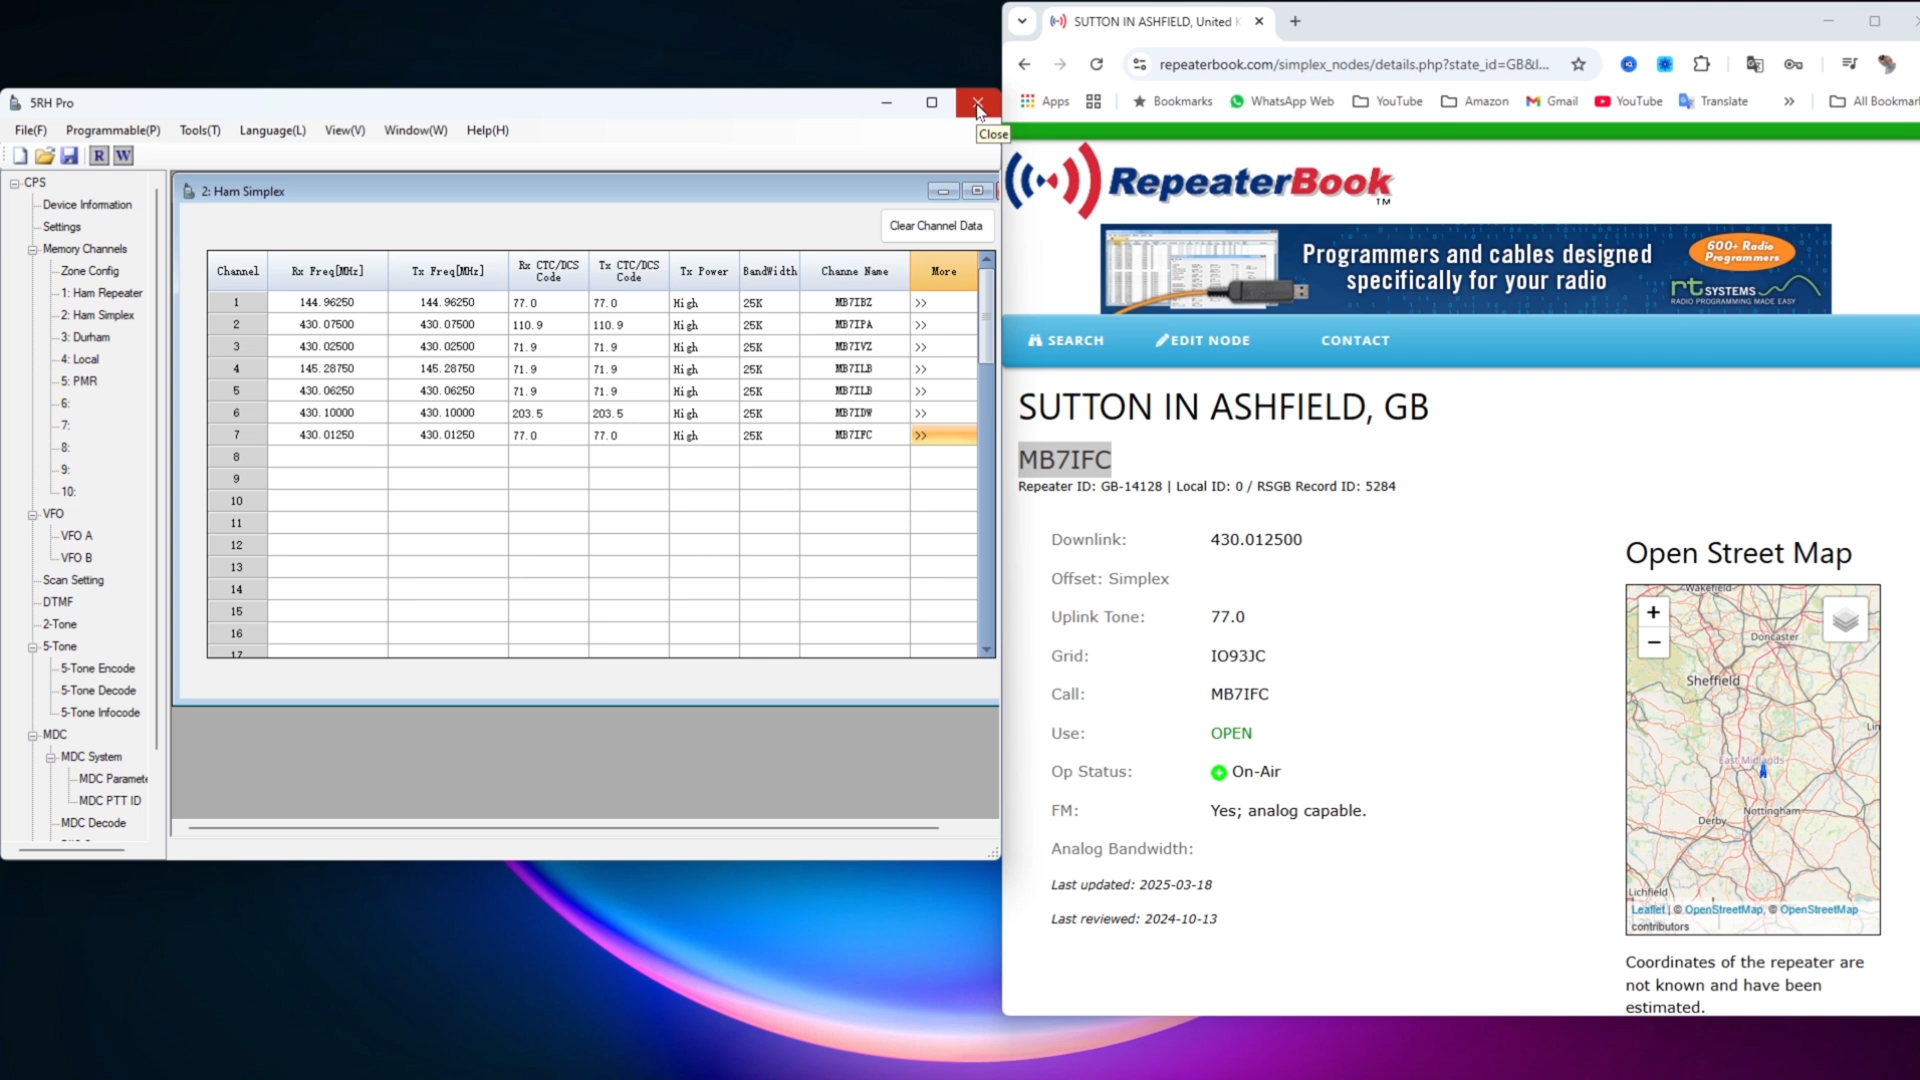 5RH Pro
Close
File(F) Programmable(P) Tools(T) Language(L) View(V) Window(W) Help(H)
R W
CPS
Device Information
Settings
Memory Channels
Zone Config
1: Ham Repeater
2: Ham Simplex
3: Durham
4: Local
5: PMR
6:
7:
8:
9:
10:
VFO
VFO A
VFO B
Scan Setting
DTMF
2-Tone
5-Tone
5-Tone Encode
5-Tone Decode
5-Tone Infocode
MDC
MDC System
MDC Paramete
MDC PTT ID
MDC Decode
2: Ham Simplex
Clear Channel Data
Channel Rx Freq[MHz] Tx Freq[MHz] Rx CTC/DCS Code Tx CTC/DCS Code Tx Power BandWidth Channe Name More
1 144.96250 144.96250 77.0 77.0 High 25K MB7IBZ >>
2 430.07500 430.07500 110.9 110.9 High 25K MB7IPA >>
3 430.02500 430.02500 71.9 71.9 High 25K MB7IVZ >>
4 145.28750 145.28750 71.9 71.9 High 25K MB7ILB >>
5 430.06250 430.06250 71.9 71.9 High 25K MB7ILB >>
6 430.10000 430.10000 203.5 203.5 High 25K MB7IDW >>
7 430.01250 430.01250 77.0 77.0 High 25K MB7IFC >>
8
9
10
11
12
13
14
15
16
17
SUTTON IN ASHFIELD, United K
repeaterbook.com/simplex_nodes/details.php?state_id=GB&I...
Apps Bookmarks WhatsApp Web YouTube Amazon Gmail YouTube Translate » All Bookmar
RepeaterBook TM
Programmers and cables designed
specifically for your radio
600+ Radio
Programmers
rt SYSTEMS
RADIO PROGRAMMING MADE EASY
SEARCH EDIT NODE CONTACT
SUTTON IN ASHFIELD, GB
MB7IFC
Repeater ID: GB-14128 | Local ID: 0 / RSGB Record ID: 5284
Downlink: 430.012500
Offset: Simplex
Uplink Tone: 77.0
Grid: IO93JC
Call: MB7IFC
Use: OPEN
Op Status: On-Air
FM: Yes; analog capable.
Analog Bandwidth:
Last updated: 2025-03-18
Last reviewed: 2024-10-13
Open Street Map
+
−
Wakefield
Doncaster
Sheffield
Lin
East Midlands
Nottingham
Derby
Lichfield
Leaflet | © OpenStreetMap, © OpenStreetMap
contributors
Coordinates of the repeater are
not known and have been
estimated.